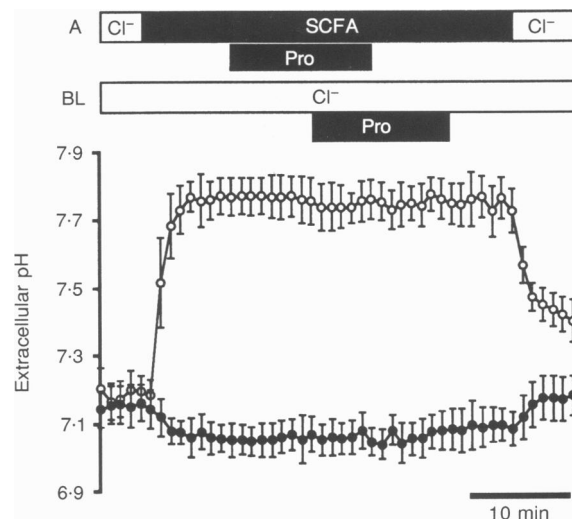 A Cl⁻ SCFA Cl⁻
Pro
BL Cl⁻
Pro
7·9
7·7
7·5
7·3
7·1
6·9
Extracellular pH
10 min